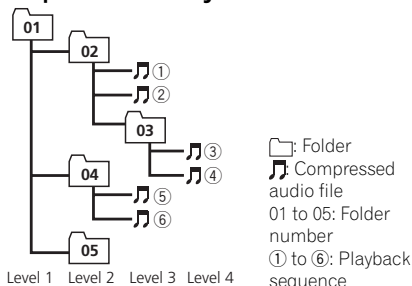 01
02
①
②
03
③
④
04
⑤
⑥
05
Level 1 Level 2 Level 3 Level 4
: Folder
: Compressed
audio file
01 to 05: Folder
number
① to ⑥: Playback
sequence